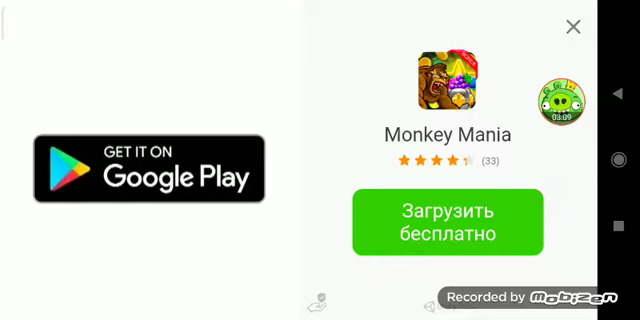 GET IT ON
Google Play
Monkey Mania
(33)
Загрузить
бесплатно
03:09
Recorded by
Mobizen